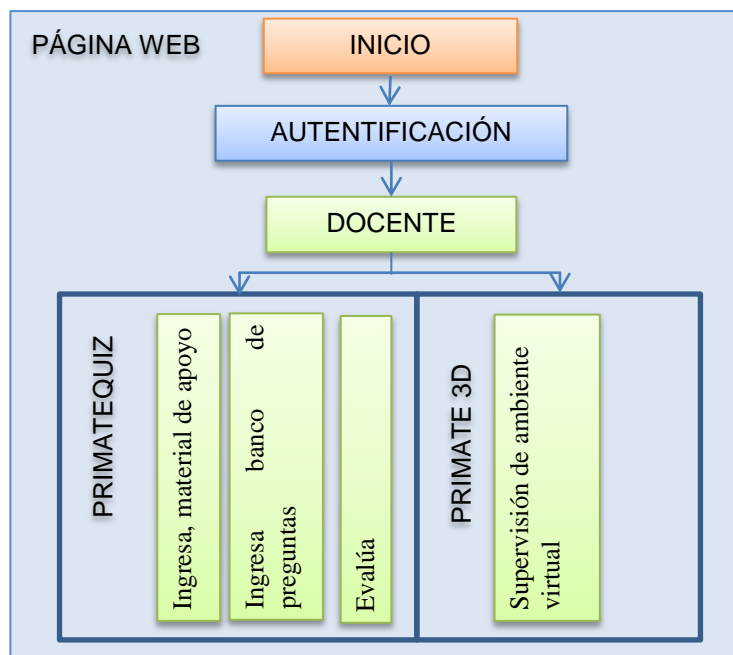 PÁGINA WEB
INICIO
AUTENTIFICACIÓN
DOCENTE
PRIMATEQUIZ
Ingresa, material de apoyo
Ingresa banco de
preguntas
Evalúa
PRIMATE 3D
Supervisión de ambiente
virtual